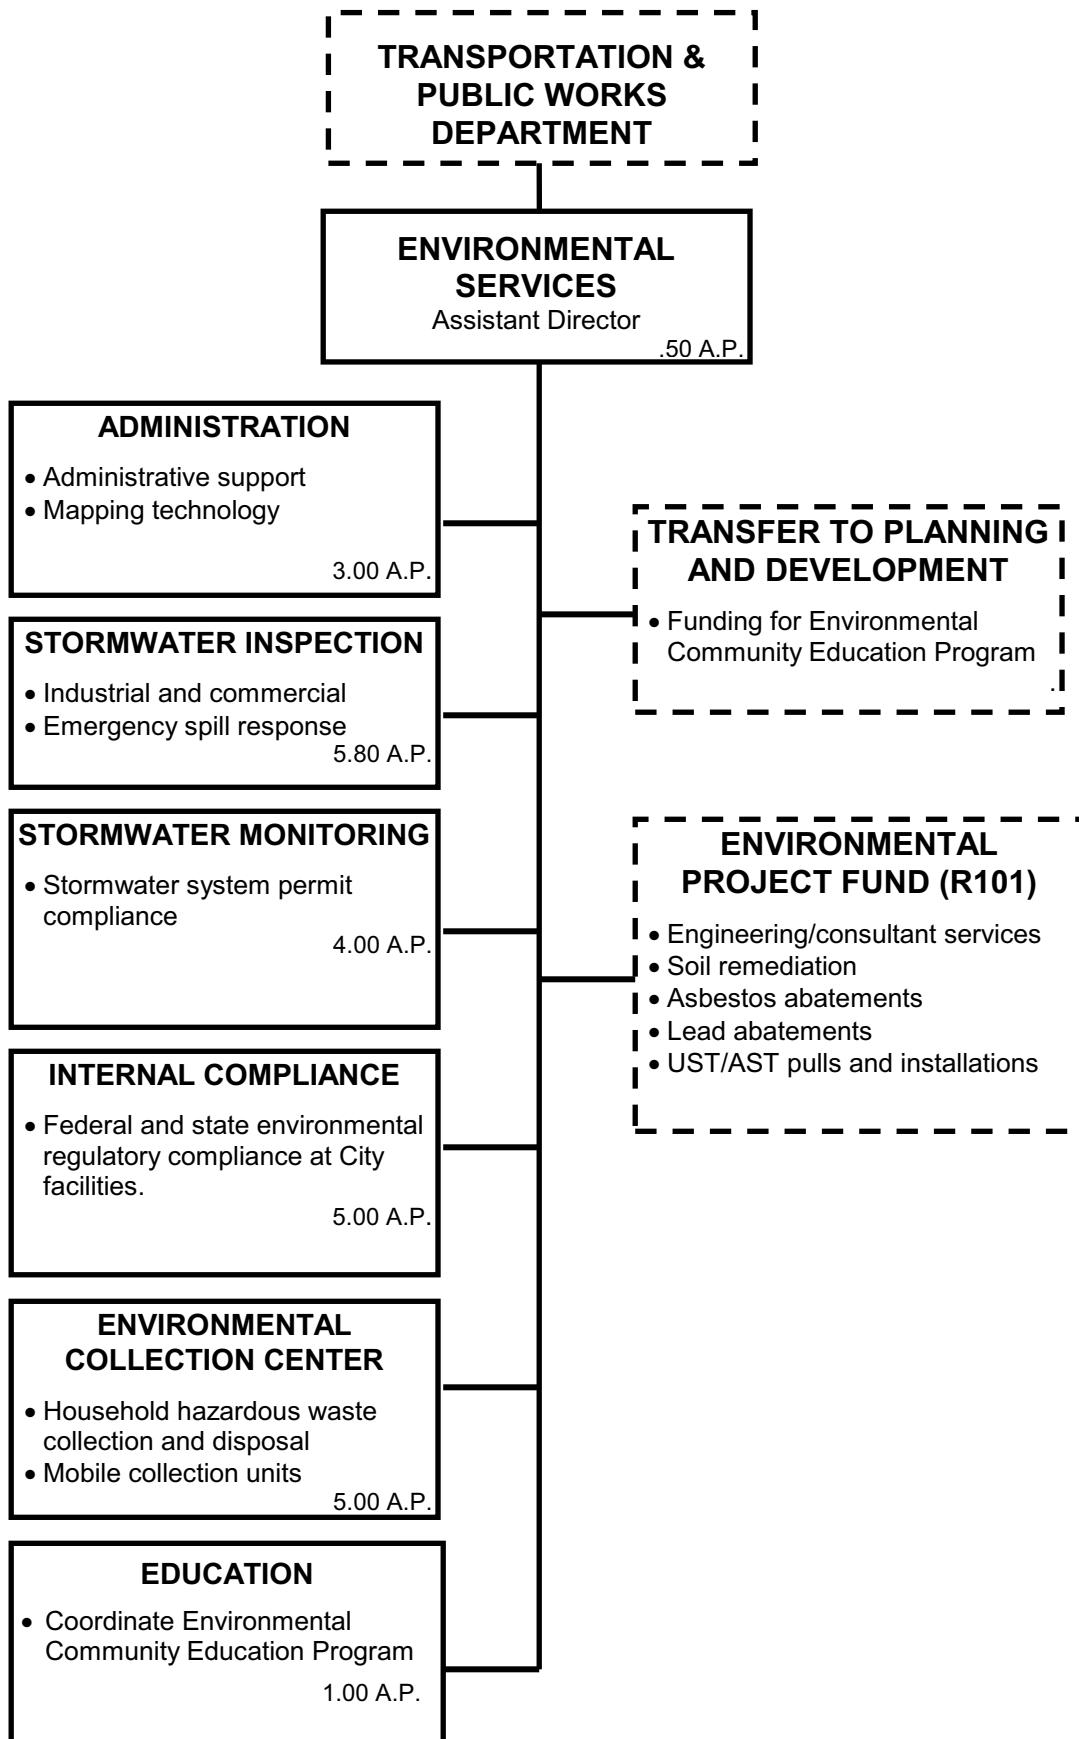 TRANSPORTATION &
PUBLIC WORKS
DEPARTMENT
ENVIRONMENTAL
SERVICES
Assistant Director
.50 A.P.
ADMINISTRATION
• Administrative support
• Mapping technology
3.00 A.P.
STORMWATER INSPECTION
• Industrial and commercial
• Emergency spill response
5.80 A.P.
STORMWATER MONITORING
• Stormwater system permit
compliance
4.00 A.P.
INTERNAL COMPLIANCE
• Federal and state environmental
regulatory compliance at City
facilities.
5.00 A.P.
ENVIRONMENTAL
COLLECTION CENTER
• Household hazardous waste
collection and disposal
• Mobile collection units
5.00 A.P.
EDUCATION
• Coordinate Environmental
Community Education Program
1.00 A.P.
TRANSFER TO PLANNING
AND DEVELOPMENT
• Funding for Environmental
Community Education Program
.
ENVIRONMENTAL
PROJECT FUND (R101)
• Engineering/consultant services
• Soil remediation
• Asbestos abatements
• Lead abatements
• UST/AST pulls and installations